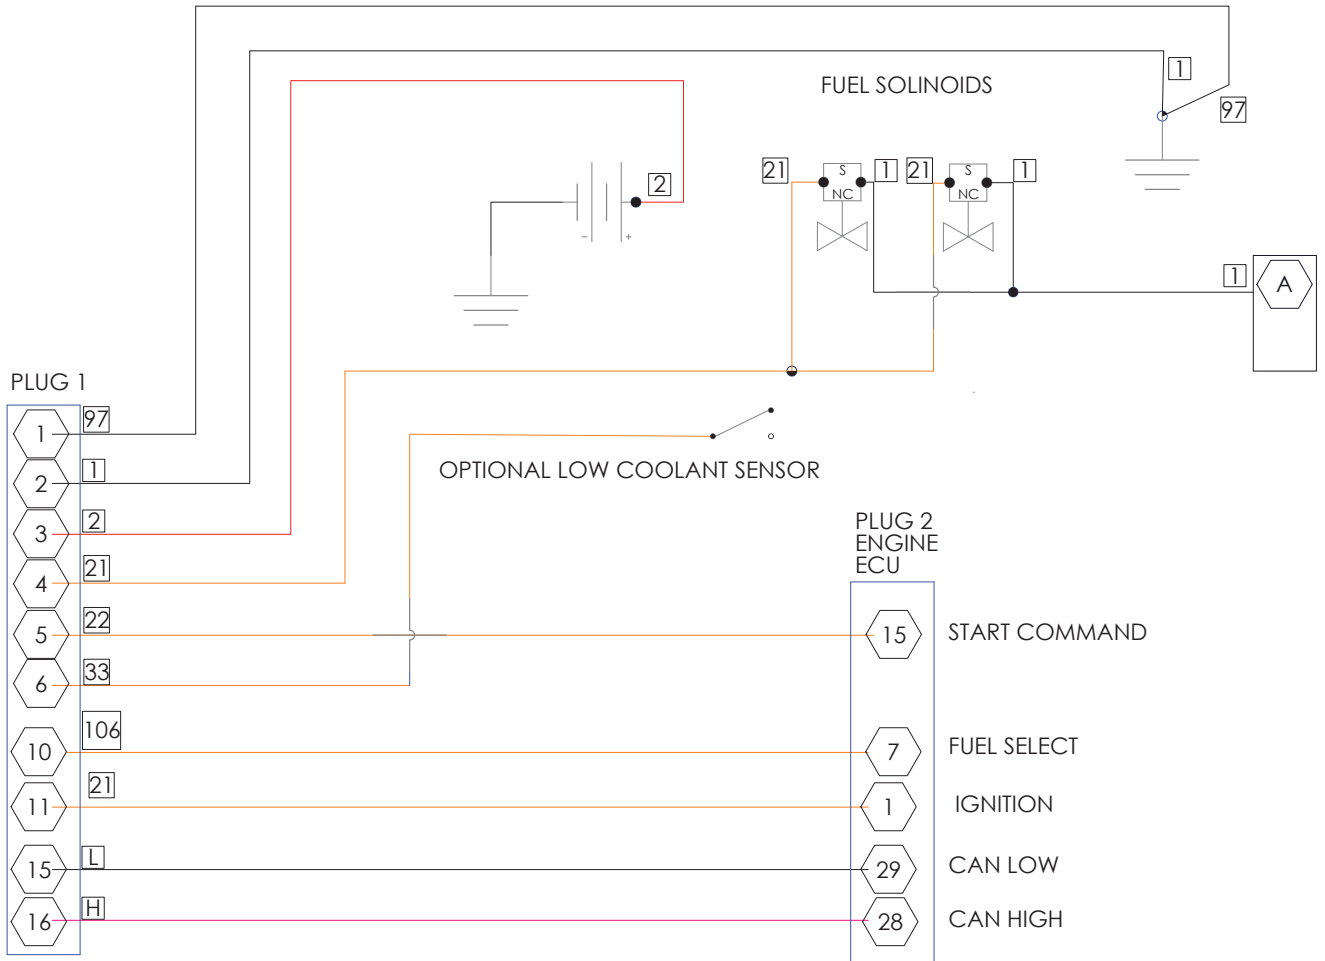 1
97
FUEL SOLINOIDS
21
S
NC
1
21
S
NC
1
2
-
+
1
A
PLUG 1
1
97
2
1
3
2
4
21
5
22
6
33
10
106
11
21
15
L
16
H
OPTIONAL LOW COOLANT SENSOR
PLUG 2
ENGINE
ECU
15 START COMMAND
7 FUEL SELECT
1 IGNITION
29 CAN LOW
28 CAN HIGH